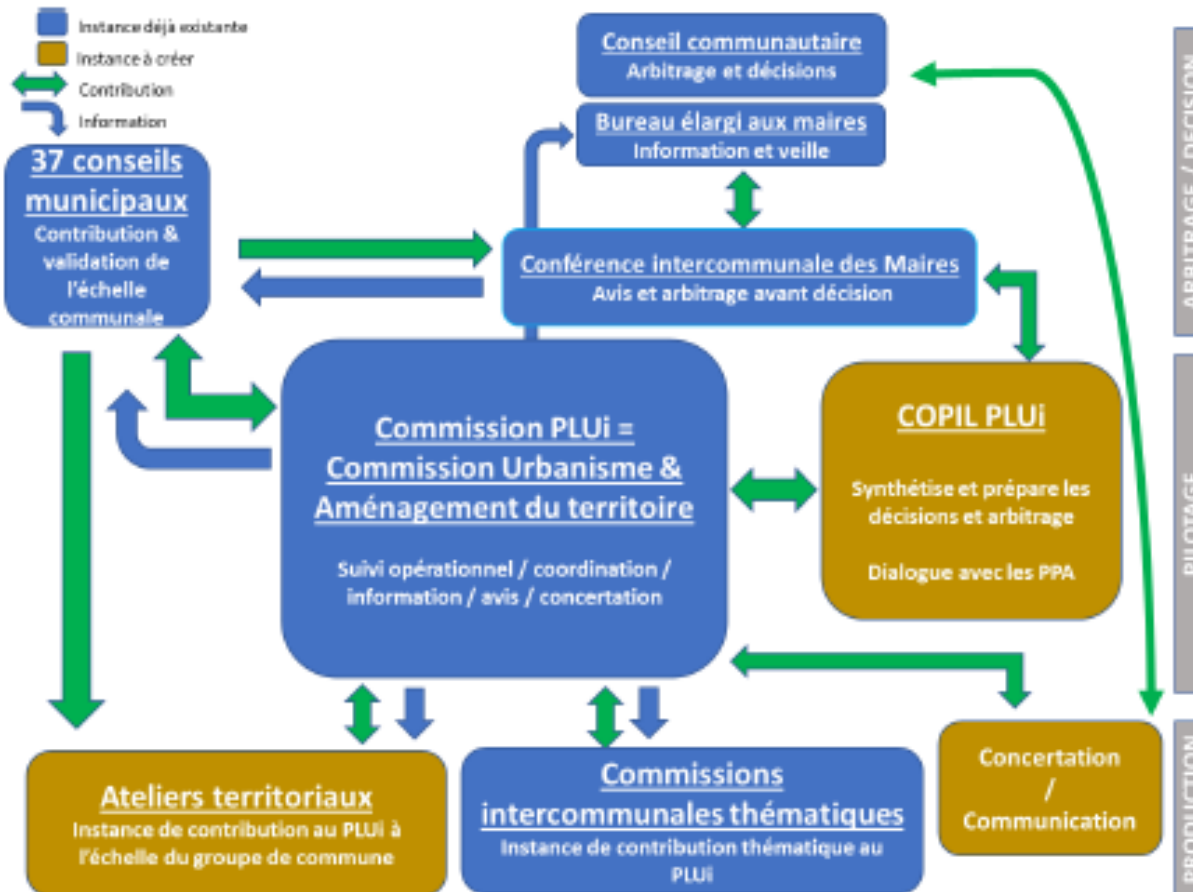 Instance déjà existante
Instance à créer
Contribution
Information
Conseil communautaire
Arbitrage et décisions
Bureau élargi aux maires
Information et veille
37 conseils
municipaux
Contribution &
validation de
l'échelle
communale
Conférence intercommunale des Maires
Avis et arbitrage avant décision
ARBITRAGE / DECISION
Commission PLUi =
Commission Urbanisme &
Aménagement du territoire
Suivi opérationnel / coordination /
information / avis / concertation
COPIL PLUi
Synthétise et prépare les
décisions et arbitrage
Dialogue avec les PPA
PILOTAGE
Ateliers territoriaux
Instance de contribution au PLUi à
l'échelle du groupe de commune
Commissions
intercommunales thématiques
Instance de contribution thématique au
PLUi
Concertation
/
Communication
PRODUCTION